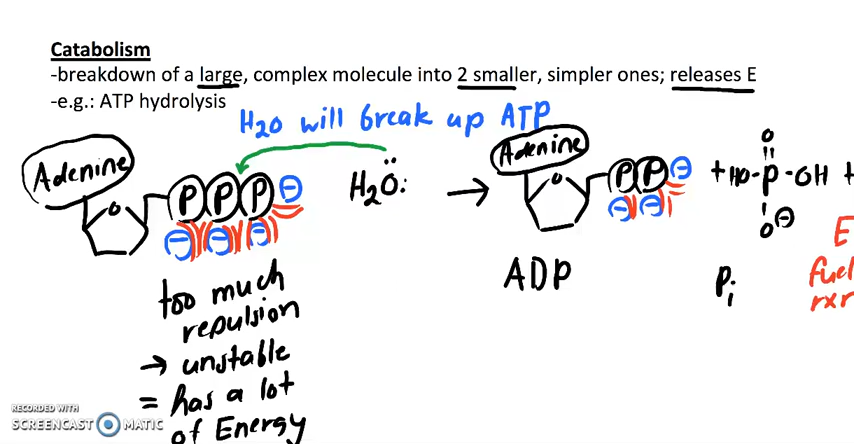 Catabolism
-breakdown of a large, complex molecule into 2 smaller, simpler ones; releases E
-e.g.: ATP hydrolysis
H2O will break up ATP
Adenine
O
P P P ⊖
⊖ ⊖ ⊖
H2Ö:
→
Adenine
O
P P ⊖
⊖ ⊖
+
O
HO-P-OH
O⊖
+
ADP
Pi
E
fuel
rxr
too much
repulsion
→ unstable
= has a lot
of Energy
RECORDED WITH
SCREENCAST MATIC